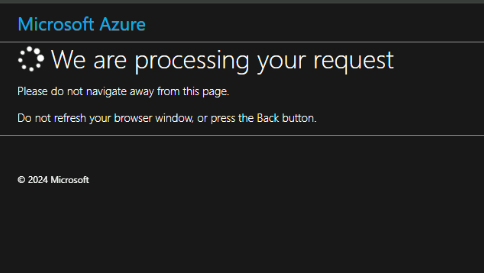 Microsoft Azure
We are processing your request
Please do not navigate away from this page.
Do not refresh your browser window, or press the Back button.
© 2024 Microsoft